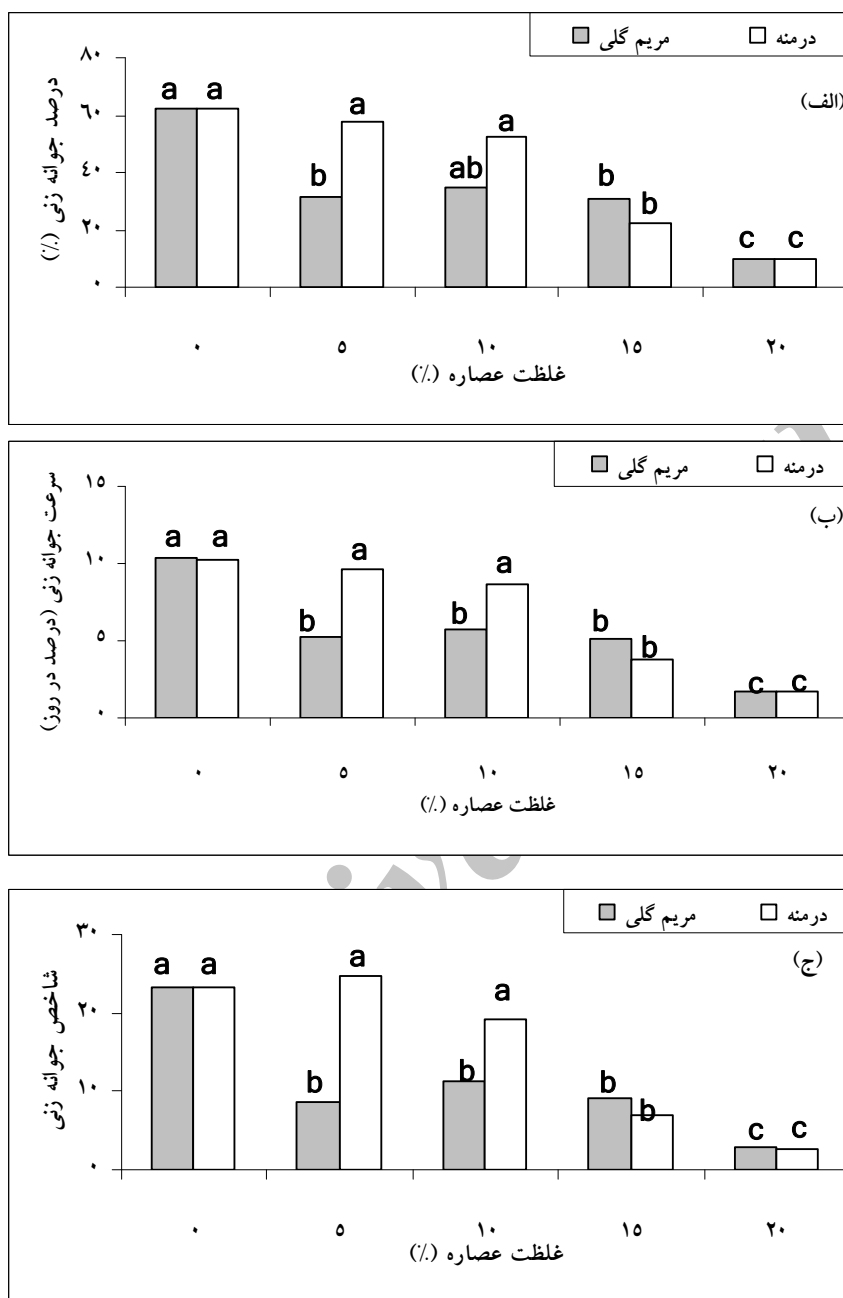 مریم گلی درمنه
(الف)
درصد جوانه زنی (٪)
۸۰
۶۰
۴۰
۲۰
۰
a a b a ab a b b c c
۰ ۵ ۱۰ ۱۵ ۲۰
غلظت عصاره (٪)
مریم گلی درمنه
(ب)
سرعت جوانه زنی (درصد در روز)
۱۵
۱۰
۵
۰
a a b a b a b b c c
۰ ۵ ۱۰ ۱۵ ۲۰
غلظت عصاره (٪)
مریم گلی درمنه
(ج)
شاخص جوانه زنی
۳۰
۲۰
۱۰
۰
a a b a b a b b c c
۰ ۵ ۱۰ ۱۵ ۲۰
غلظت عصاره (٪)